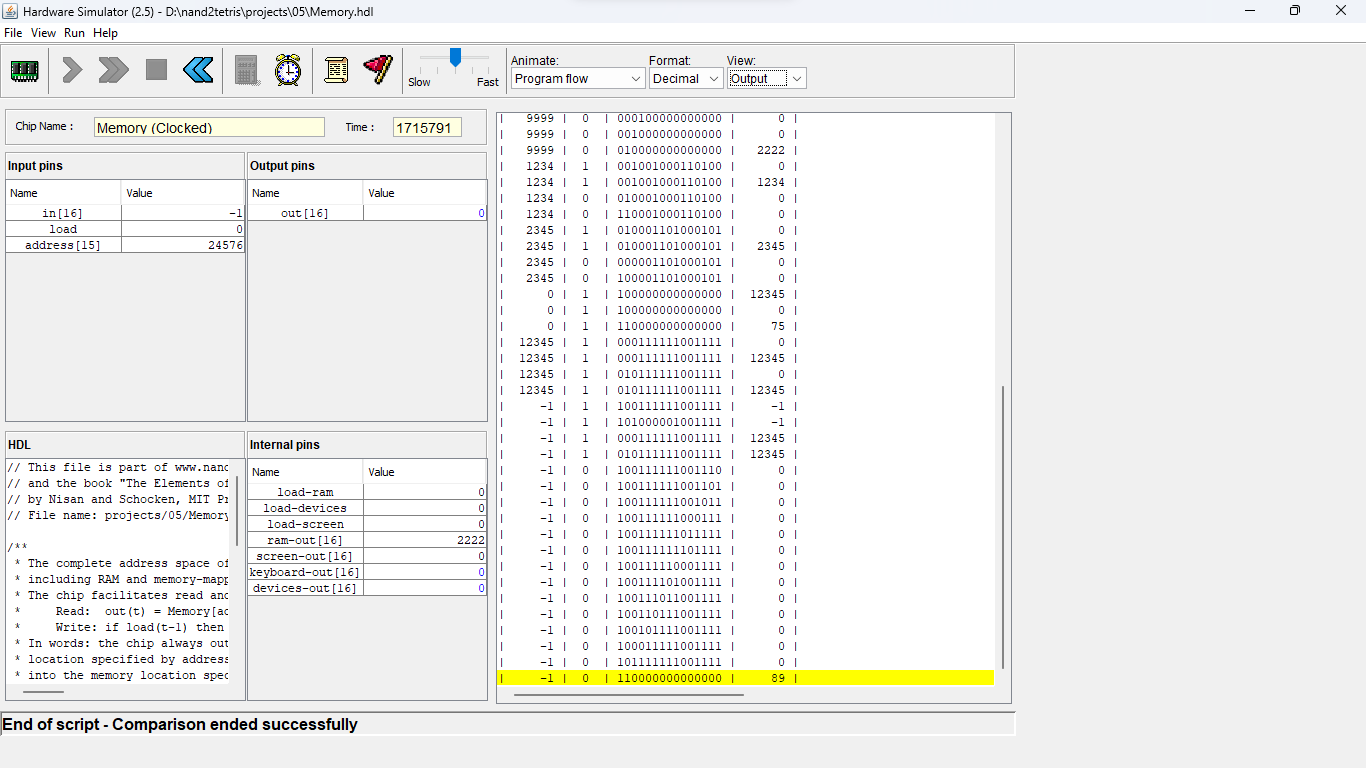 Hardware Simulator (2.5) - D:\nand2tetris\projects\05\Memory.hdl
File View Run Help
Slow Fast
Animate: Format: View:
Program flow Decimal Output
Chip Name : Memory (Clocked) Time : 1715791
Input pins
Name Value
in[16] -1
load 0
address[15] 24576
Output pins
Name Value
out[16] 0
HDL
// This file is part of www.nand
// and the book "The Elements of
// by Nisan and Schocken, MIT Pr
// File name: projects/05/Memory
/**
* The complete address space of
* including RAM and memory-mapp
* The chip facilitates read and
* Read: out(t) = Memory[ad
* Write: if load(t-1) then
* In words: the chip always out
* location specified by address
* into the memory location spec
Internal pins
Name Value
load-ram 0
load-devices 0
load-screen 0
ram-out[16] 2222
screen-out[16] 0
keyboard-out[16] 0
devices-out[16] 0
| 9999 | 0 | 000100000000000 | 0 |
| 9999 | 0 | 001000000000000 | 0 |
| 9999 | 0 | 010000000000000 | 2222 |
| 1234 | 1 | 001001000110100 | 0 |
| 1234 | 1 | 001001000110100 | 1234 |
| 1234 | 0 | 010001000110100 | 0 |
| 1234 | 0 | 110001000110100 | 0 |
| 2345 | 1 | 010001101000101 | 0 |
| 2345 | 1 | 010001101000101 | 2345 |
| 2345 | 0 | 000001101000101 | 0 |
| 2345 | 0 | 100001101000101 | 0 |
| 0 | 1 | 100000000000000 | 12345 |
| 0 | 1 | 100000000000000 | 0 |
| 0 | 1 | 110000000000000 | 75 |
| 12345 | 1 | 000111111001111 | 0 |
| 12345 | 1 | 000111111001111 | 12345 |
| 12345 | 1 | 010111111001111 | 0 |
| 12345 | 1 | 010111111001111 | 12345 |
| -1 | 1 | 100111111001111 | -1 |
| -1 | 1 | 101000001001111 | -1 |
| -1 | 1 | 000111111001111 | 12345 |
| -1 | 1 | 010111111001111 | 12345 |
| -1 | 0 | 100111111001110 | 0 |
| -1 | 0 | 100111111001101 | 0 |
| -1 | 0 | 100111111001011 | 0 |
| -1 | 0 | 100111111000111 | 0 |
| -1 | 0 | 100111111011111 | 0 |
| -1 | 0 | 100111111101111 | 0 |
| -1 | 0 | 100111110001111 | 0 |
| -1 | 0 | 100111101001111 | 0 |
| -1 | 0 | 100111011001111 | 0 |
| -1 | 0 | 100110111001111 | 0 |
| -1 | 0 | 100101111001111 | 0 |
| -1 | 0 | 100011111001111 | 0 |
| -1 | 0 | 101111111001111 | 0 |
| -1 | 0 | 110000000000000 | 89 |
End of script - Comparison ended successfully